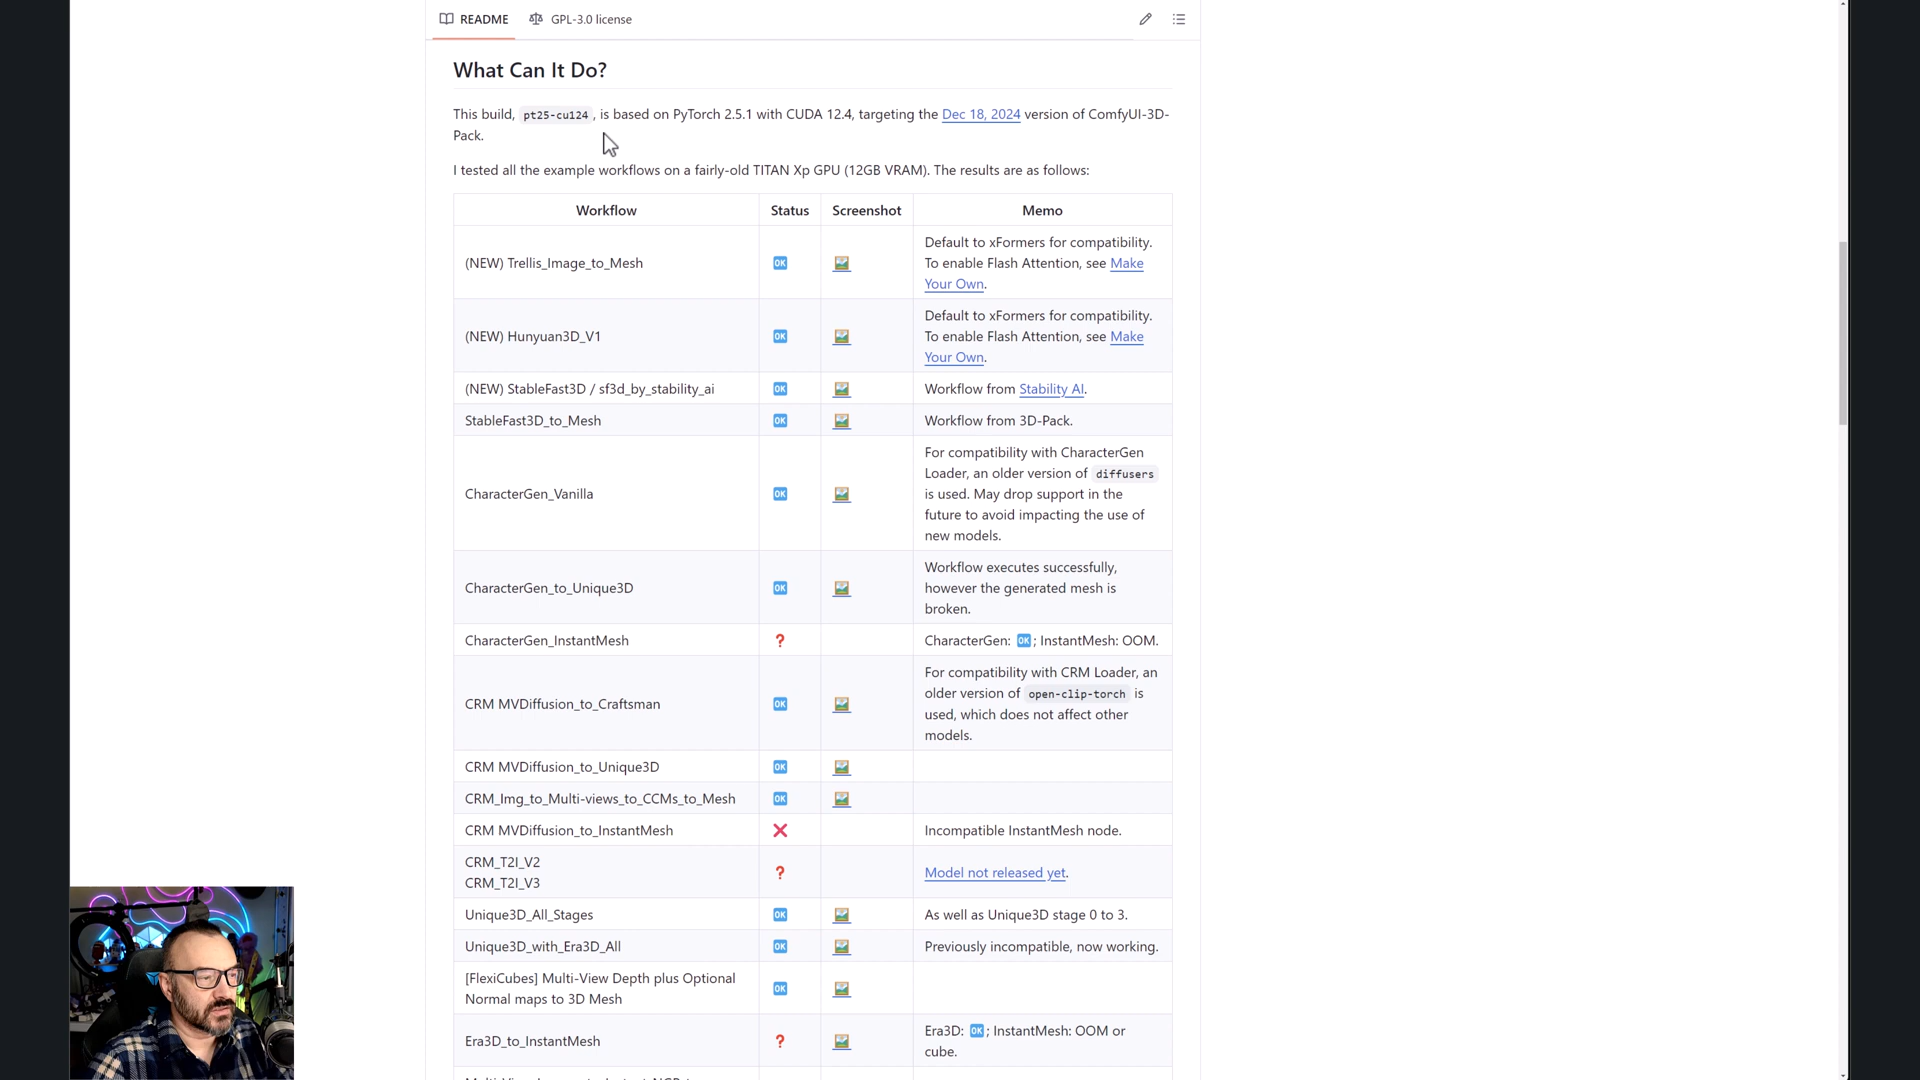 README GPL-3.0 license
What Can It Do?
This build, pt25-cu124 , is based on PyTorch 2.5.1 with CUDA 12.4, targeting the Dec 18, 2024 version of ComfyUI-3D-
Pack.
I tested all the example workflows on a fairly-old TITAN Xp GPU (12GB VRAM). The results are as follows:
Workflow Status Screenshot Memo
Default to xFormers for compatibility.
(NEW) Trellis_Image_to_Mesh OK To enable Flash Attention, see Make
Your Own.
Default to xFormers for compatibility.
(NEW) Hunyuan3D_V1 OK To enable Flash Attention, see Make
Your Own.
(NEW) StableFast3D / sf3d_by_stability_ai OK Workflow from Stability AI.
StableFast3D_to_Mesh OK Workflow from 3D-Pack.
For compatibility with CharacterGen
Loader, an older version of diffusers
CharacterGen_Vanilla OK is used. May drop support in the
future to avoid impacting the use of
new models.
Workflow executes successfully,
CharacterGen_to_Unique3D OK however the generated mesh is
broken.
CharacterGen_InstantMesh ❓ CharacterGen: OK; InstantMesh: OOM.
For compatibility with CRM Loader, an
older version of open-clip-torch is
CRM MVDiffusion_to_Craftsman OK used, which does not affect other
models.
CRM MVDiffusion_to_Unique3D OK
CRM_Img_to_Multi-views_to_CCMs_to_Mesh OK
CRM MVDiffusion_to_InstantMesh ❌ Incompatible InstantMesh node.
CRM_T2I_V2
CRM_T2I_V3 ❓ Model not released yet.
Unique3D_All_Stages OK As well as Unique3D stage 0 to 3.
Unique3D_with_Era3D_All OK Previously incompatible, now working.
[FlexiCubes] Multi-View Depth plus Optional
Normal maps to 3D Mesh OK
Era3D_to_InstantMesh ❓ Era3D: OK; InstantMesh: OOM or
cube.